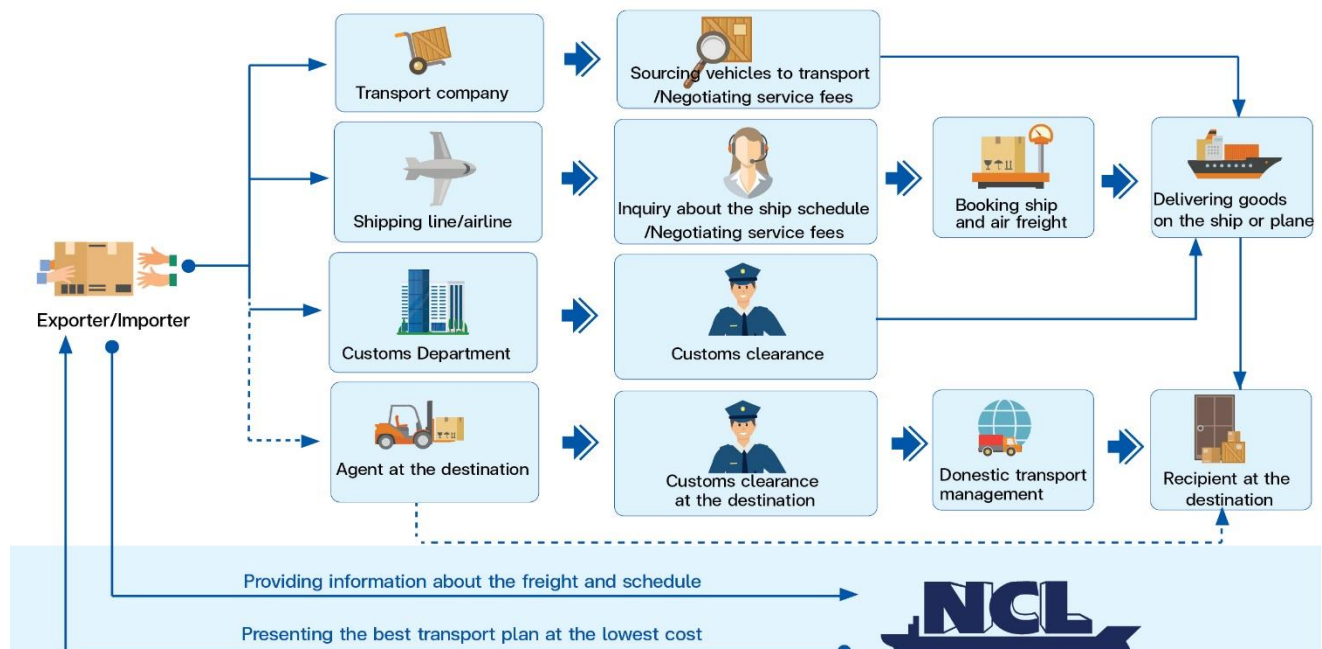 Transport company
Sourcing vehicles to transport
/Negotiating service fees
Shipping line/airline
Inquiry about the ship schedule
/Negotiating service fees
Booking ship
and air freight
Delivering goods
on the ship or plane
Exporter/Importer
Customs Department
Customs clearance
Agent at the destination
Customs clearance
at the destination
Donestic transport
management
Recipient at the
destination
Providing information about the freight and schedule
Presenting the best transport plan at the lowest cost
NCL